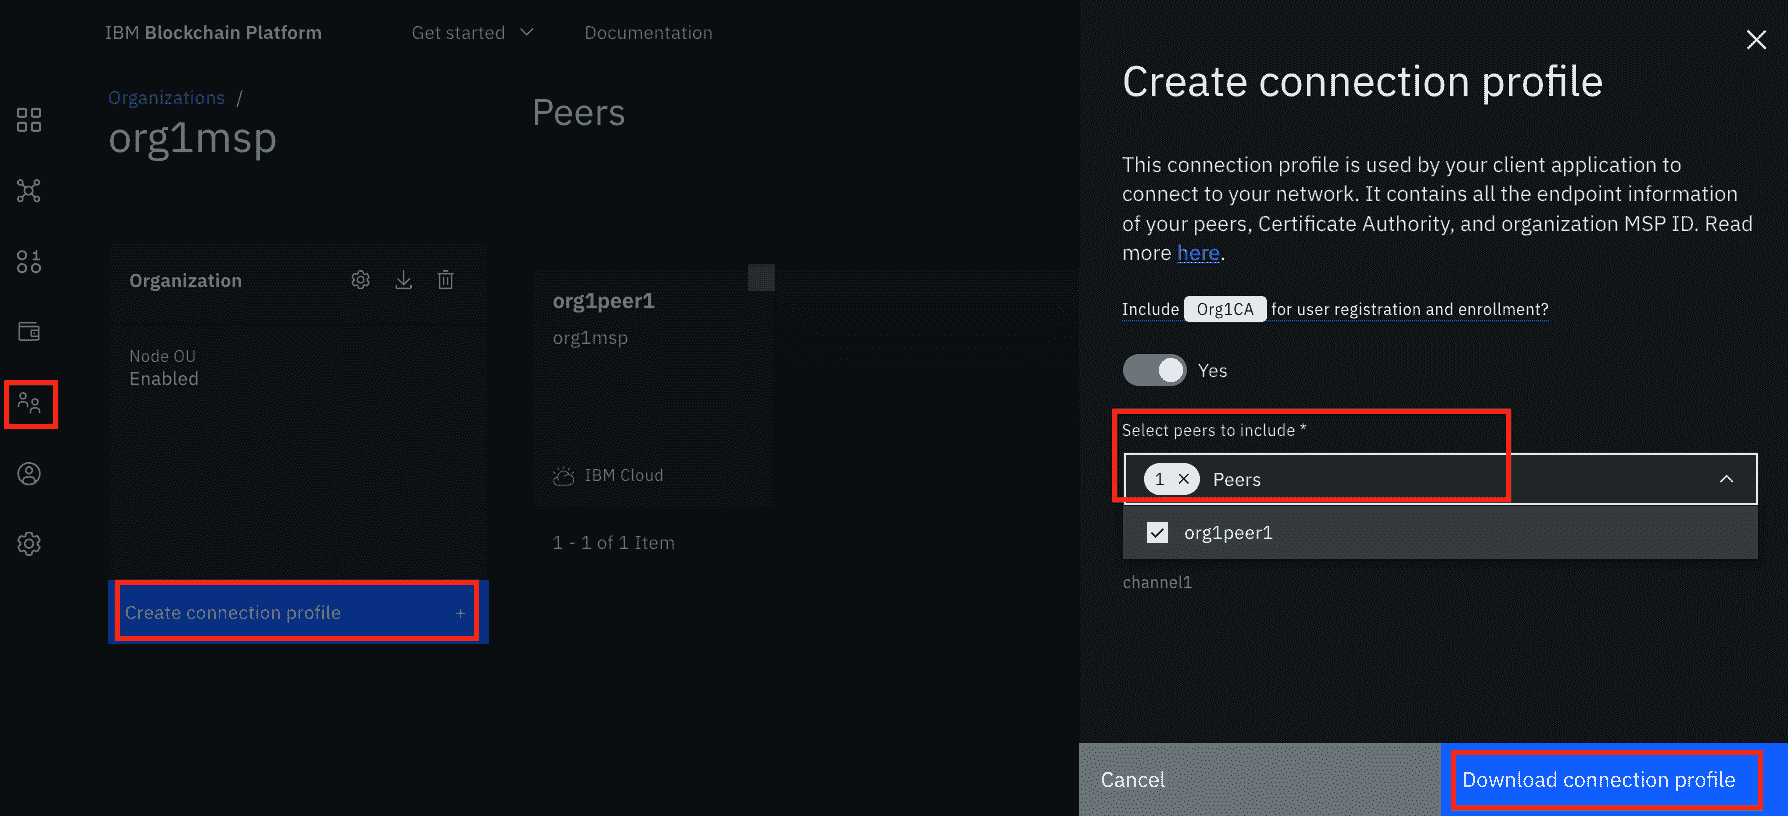 IBM Blockchain Platform
Get started
Documentation
Organizations /
org1msp
Peers
Organization
Node OU
Enabled
Create connection profile +
org1peer1
org1msp
IBM Cloud
1 - 1 of 1 Item
Create connection profile
This connection profile is used by your client application to
connect to your network. It contains all the endpoint information
of your peers, Certificate Authority, and organization MSP ID. Read
more here.
Include Org1CA for user registration and enrollment?
Yes
Select peers to include *
1 × Peers
org1peer1
channel1
Cancel
Download connection profile